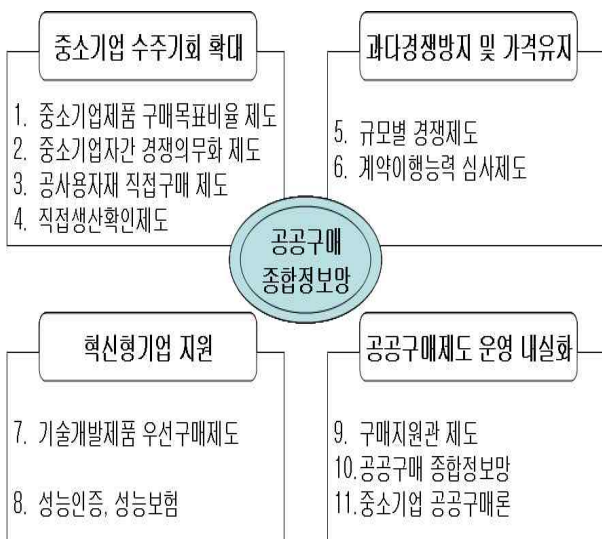 중소기업 수주기회 확대
1. 중소기업제품 구매목표비율 제도
2. 중소기업자간 경쟁의무화 제도
3. 공사용자재 직접구매 제도
4. 직접생산확인제도
과다경쟁방지 및 가격유지
5. 규모별 경쟁제도
6. 계약이행능력 심사제도
공공구매
종합정보망
혁신형기업 지원
7. 기술개발제품 우선구매제도
8. 성능인증, 성능보험
공공구매제도 운영 내실화
9. 구매지원관 제도
10.공공구매 종합정보망
11.중소기업 공공구매론